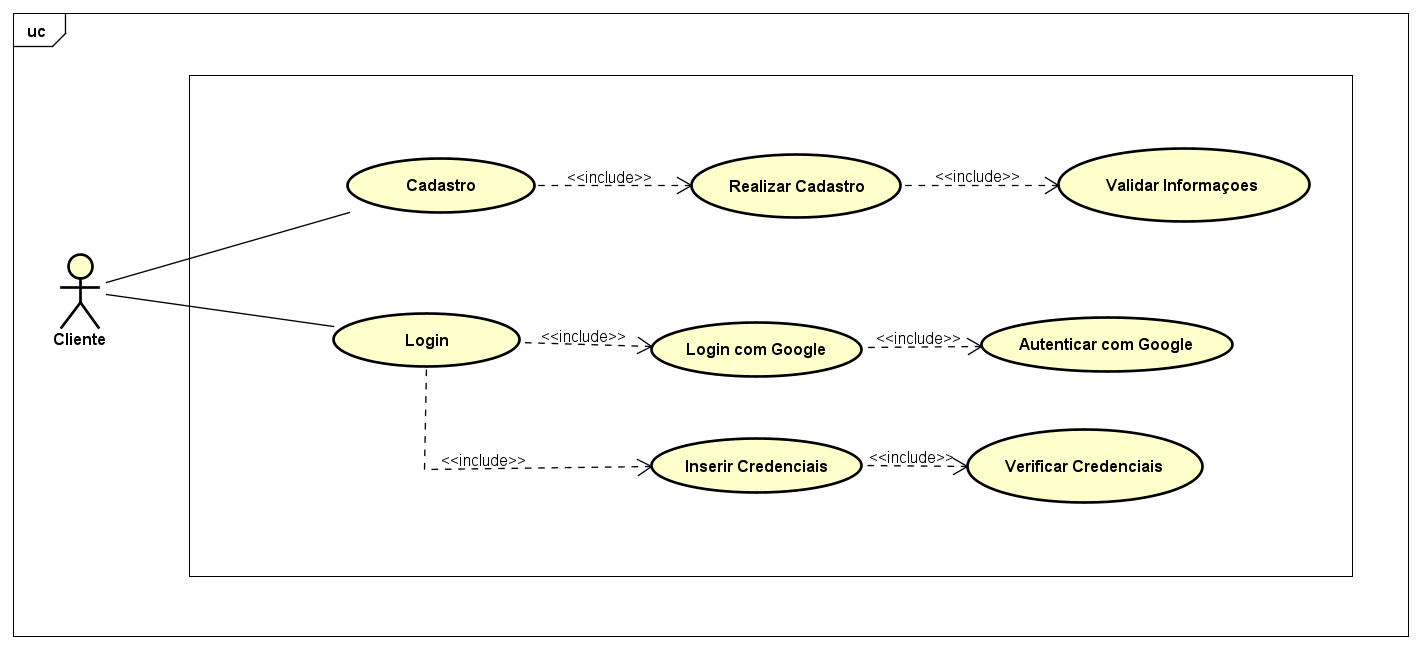 uc
Cadastro
<<include>>
Realizar Cadastro
<<include>>
Validar Informaçoes
Cliente
Login
<<include>>
Login com Google
<<include>>
Autenticar com Google
<<include>>
Inserir Credenciais
<<include>>
Verificar Credenciais